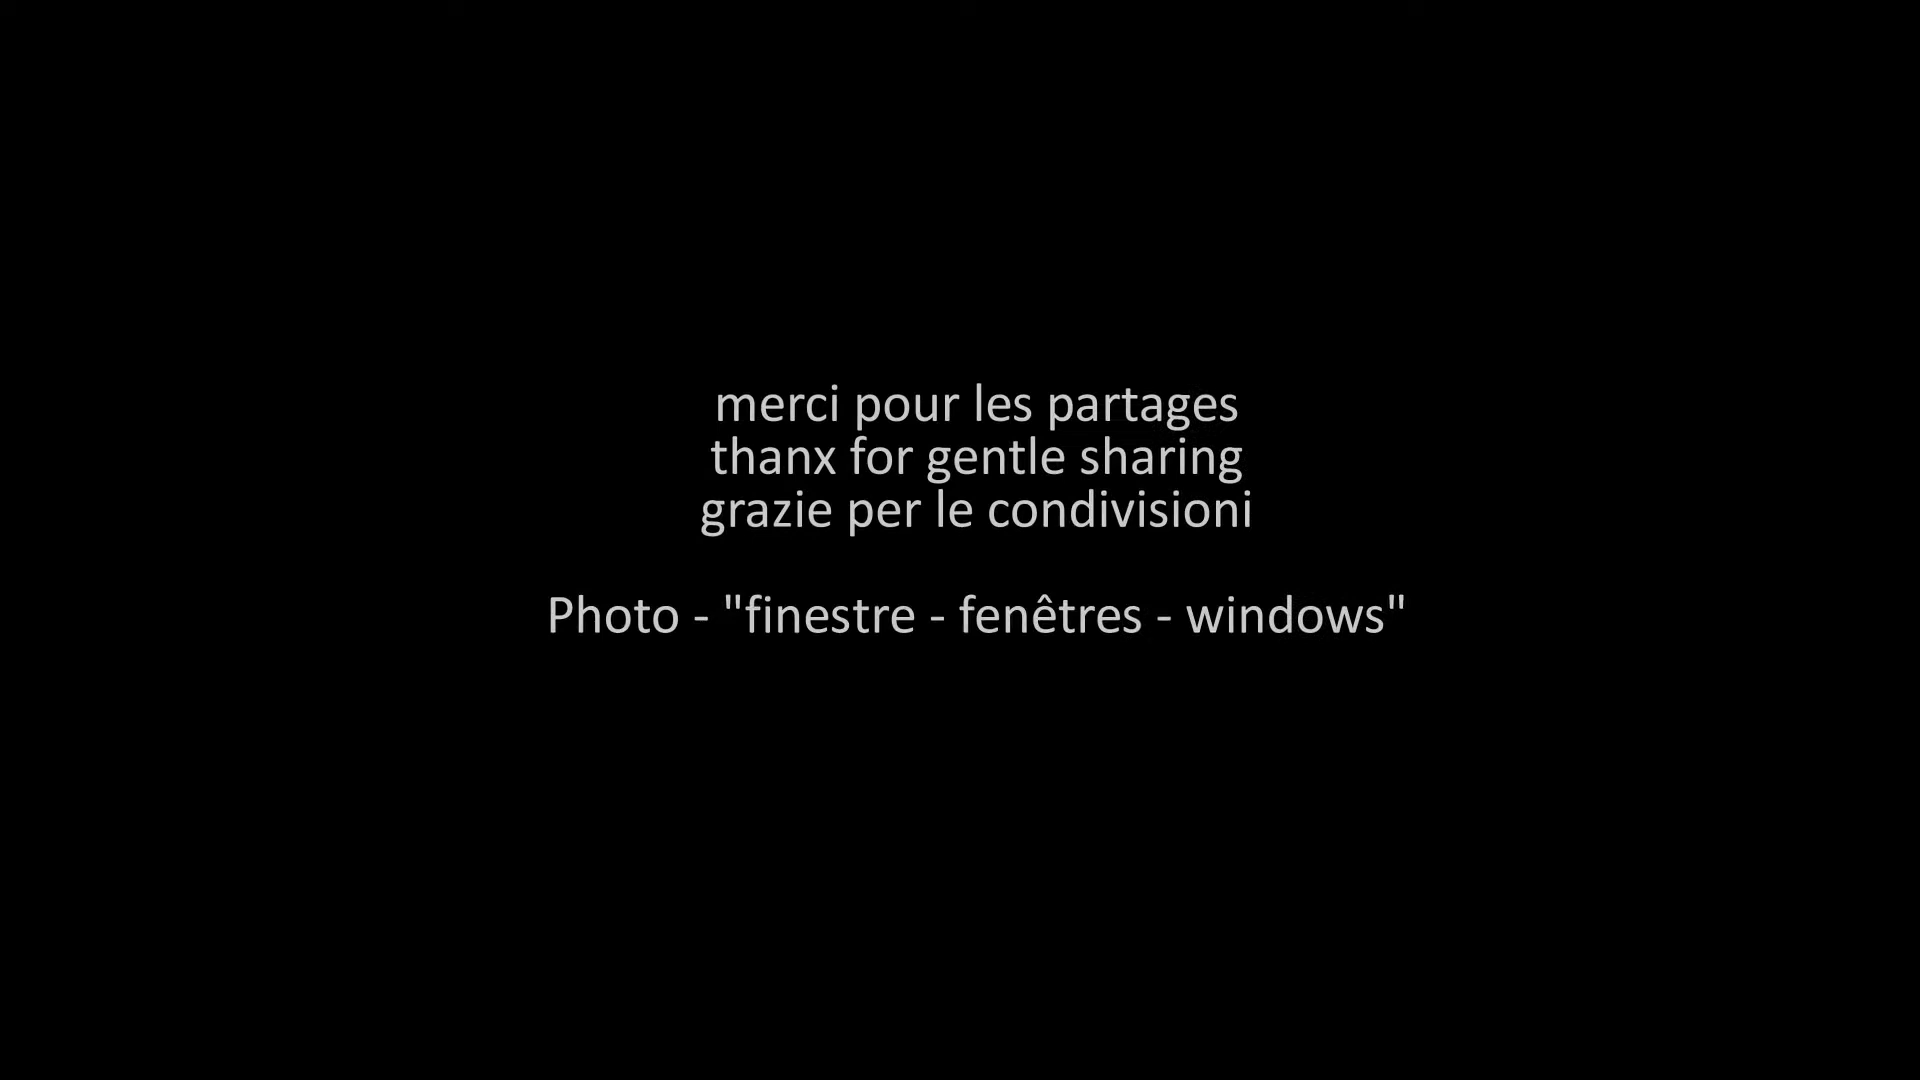 merci pour les partages
thanx for gentle sharing
grazie per le condivisioni
Photo - "finestre - fenêtres - windows"